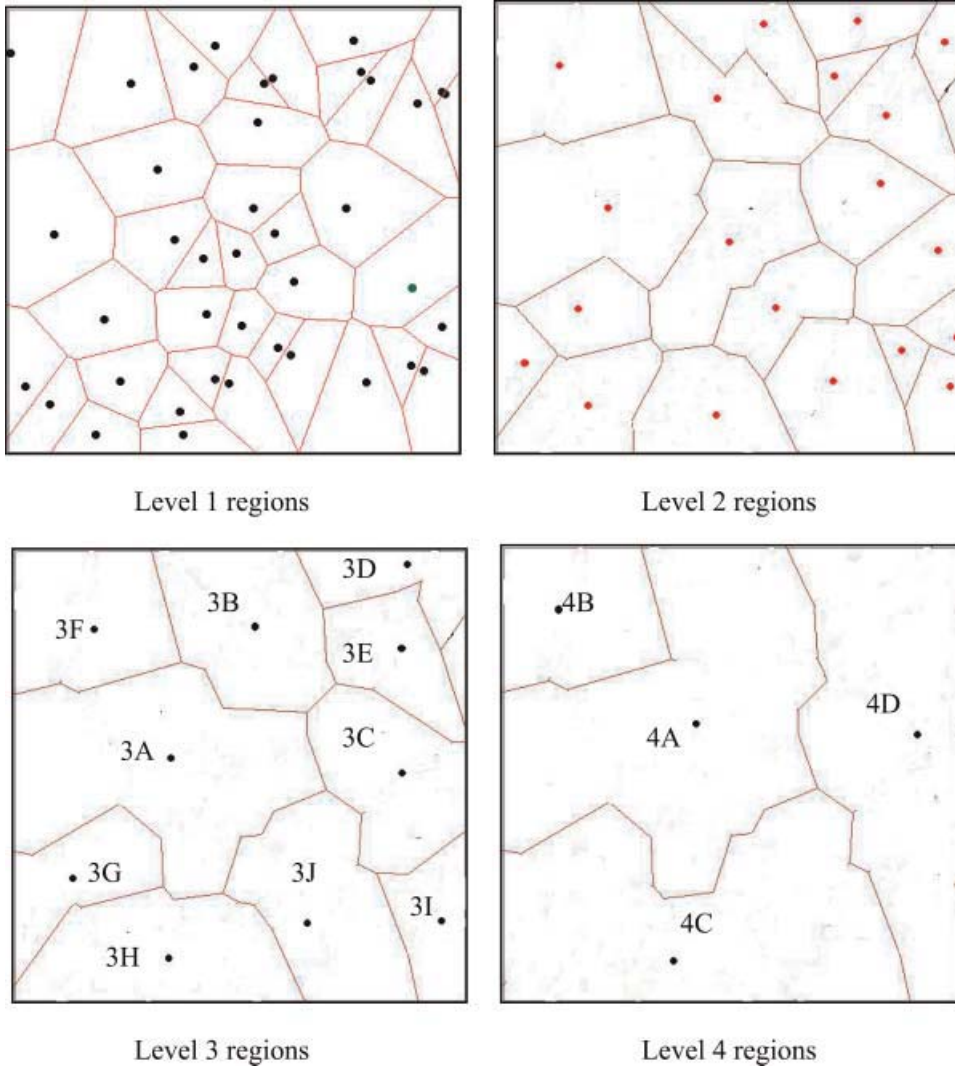 Level 1 regions
Level 2 regions
3D
3B
3F
3E
3C
3A
3G
3J
3I
3H
Level 3 regions
4B
4D
4A
4C
Level 4 regions